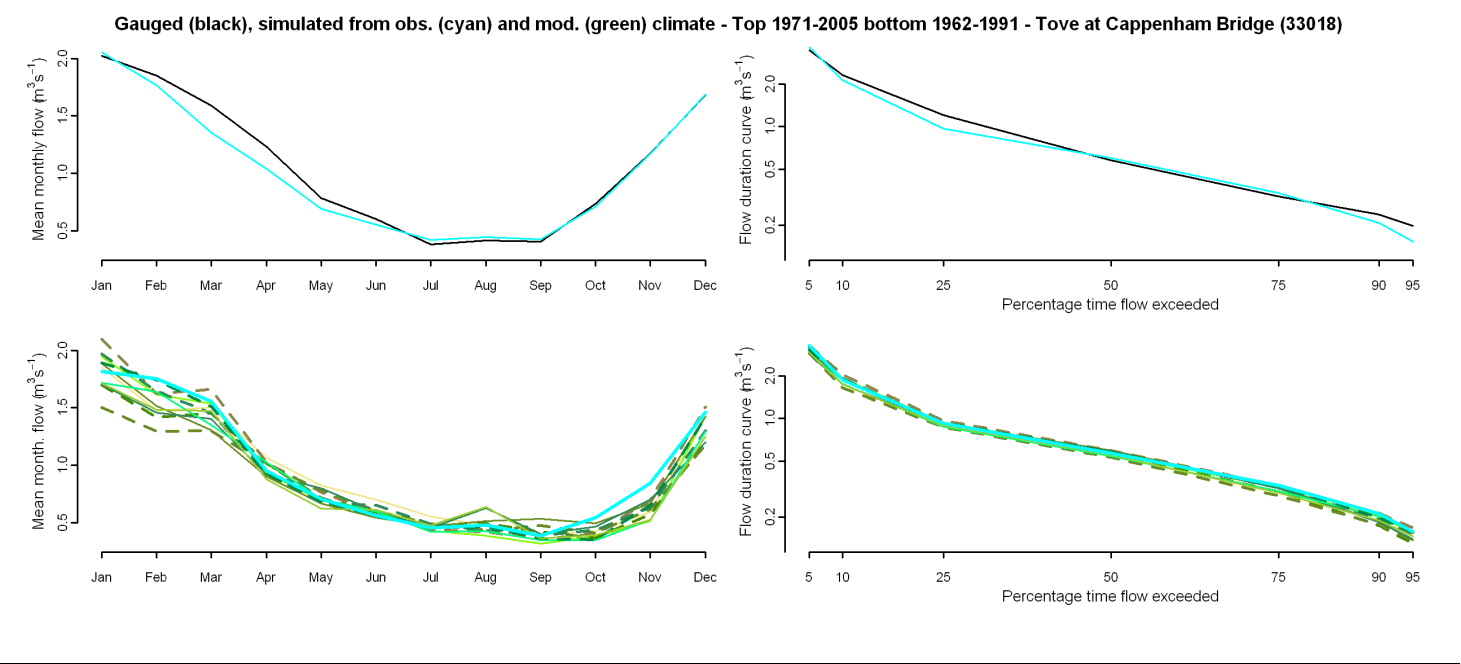 Gauged (black), simulated from obs. (cyan) and mod. (green) climate - Top 1971-2005 bottom 1962-1991 - Tove at Cappenham Bridge (33018)
Mean monthly flow (m³s⁻¹)
2.0
1.5
1.0
0.5
Jan Feb Mar Apr May Jun Jul Aug Sep Oct Nov Dec
Flow duration curve (m³s⁻¹)
2.0
1.0
0.5
0.2
5 10 25 50 75 90 95
Percentage time flow exceeded
Mean month. flow (m³s⁻¹)
2.0
1.5
1.0
0.5
Jan Feb Mar Apr May Jun Jul Aug Sep Oct Nov Dec
Flow duration curve (m³s⁻¹)
2.0
1.0
0.5
0.2
5 10 25 50 75 90 95
Percentage time flow exceeded